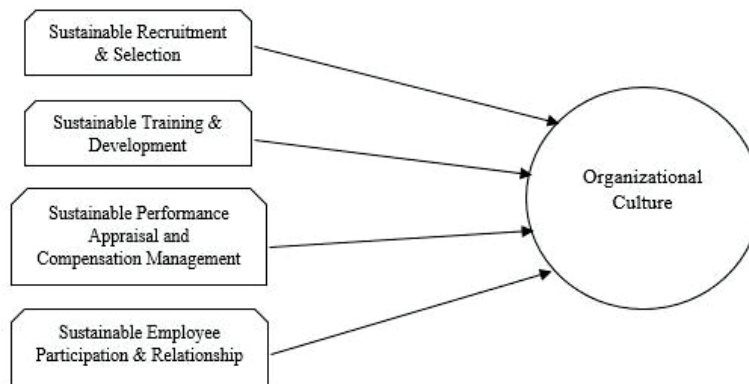 Sustainable Recruitment
& Selection
Sustainable Training &
Development
Sustainable Performance
Appraisal and
Compensation Management
Sustainable Employee
Participation & Relationship
Organizational
Culture